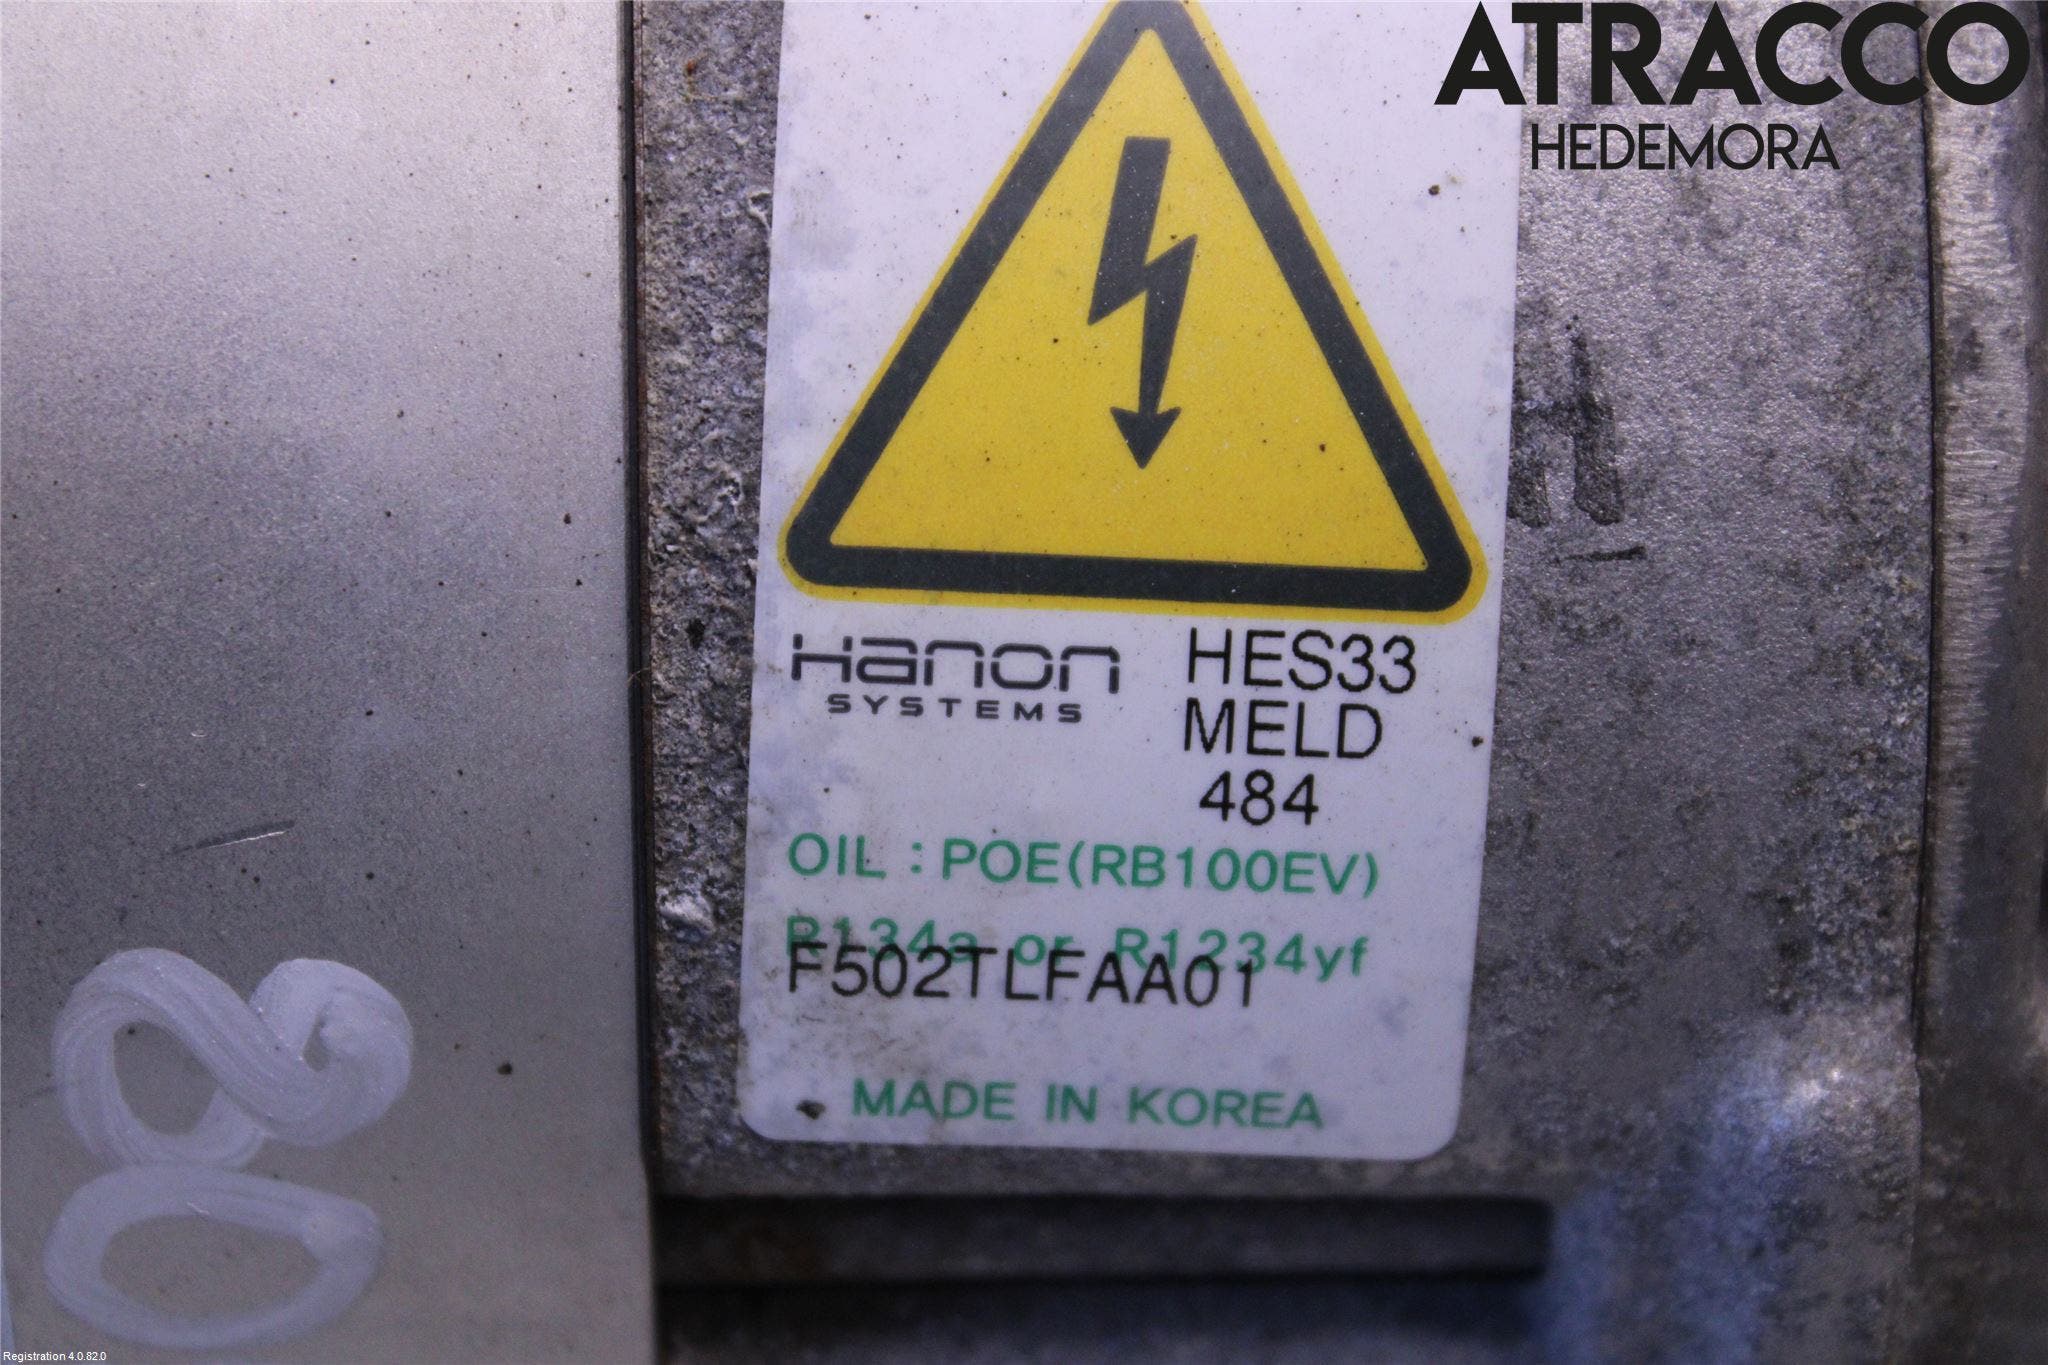 ATRACCO
HEDEMORA
Hanon
SYSTEMS
HES33
MELD
484
OIL : POE(RB100EV)
R134a or R1234yf
F502TLFAA01
MADE IN KOREA
Registration 4.0.82.0